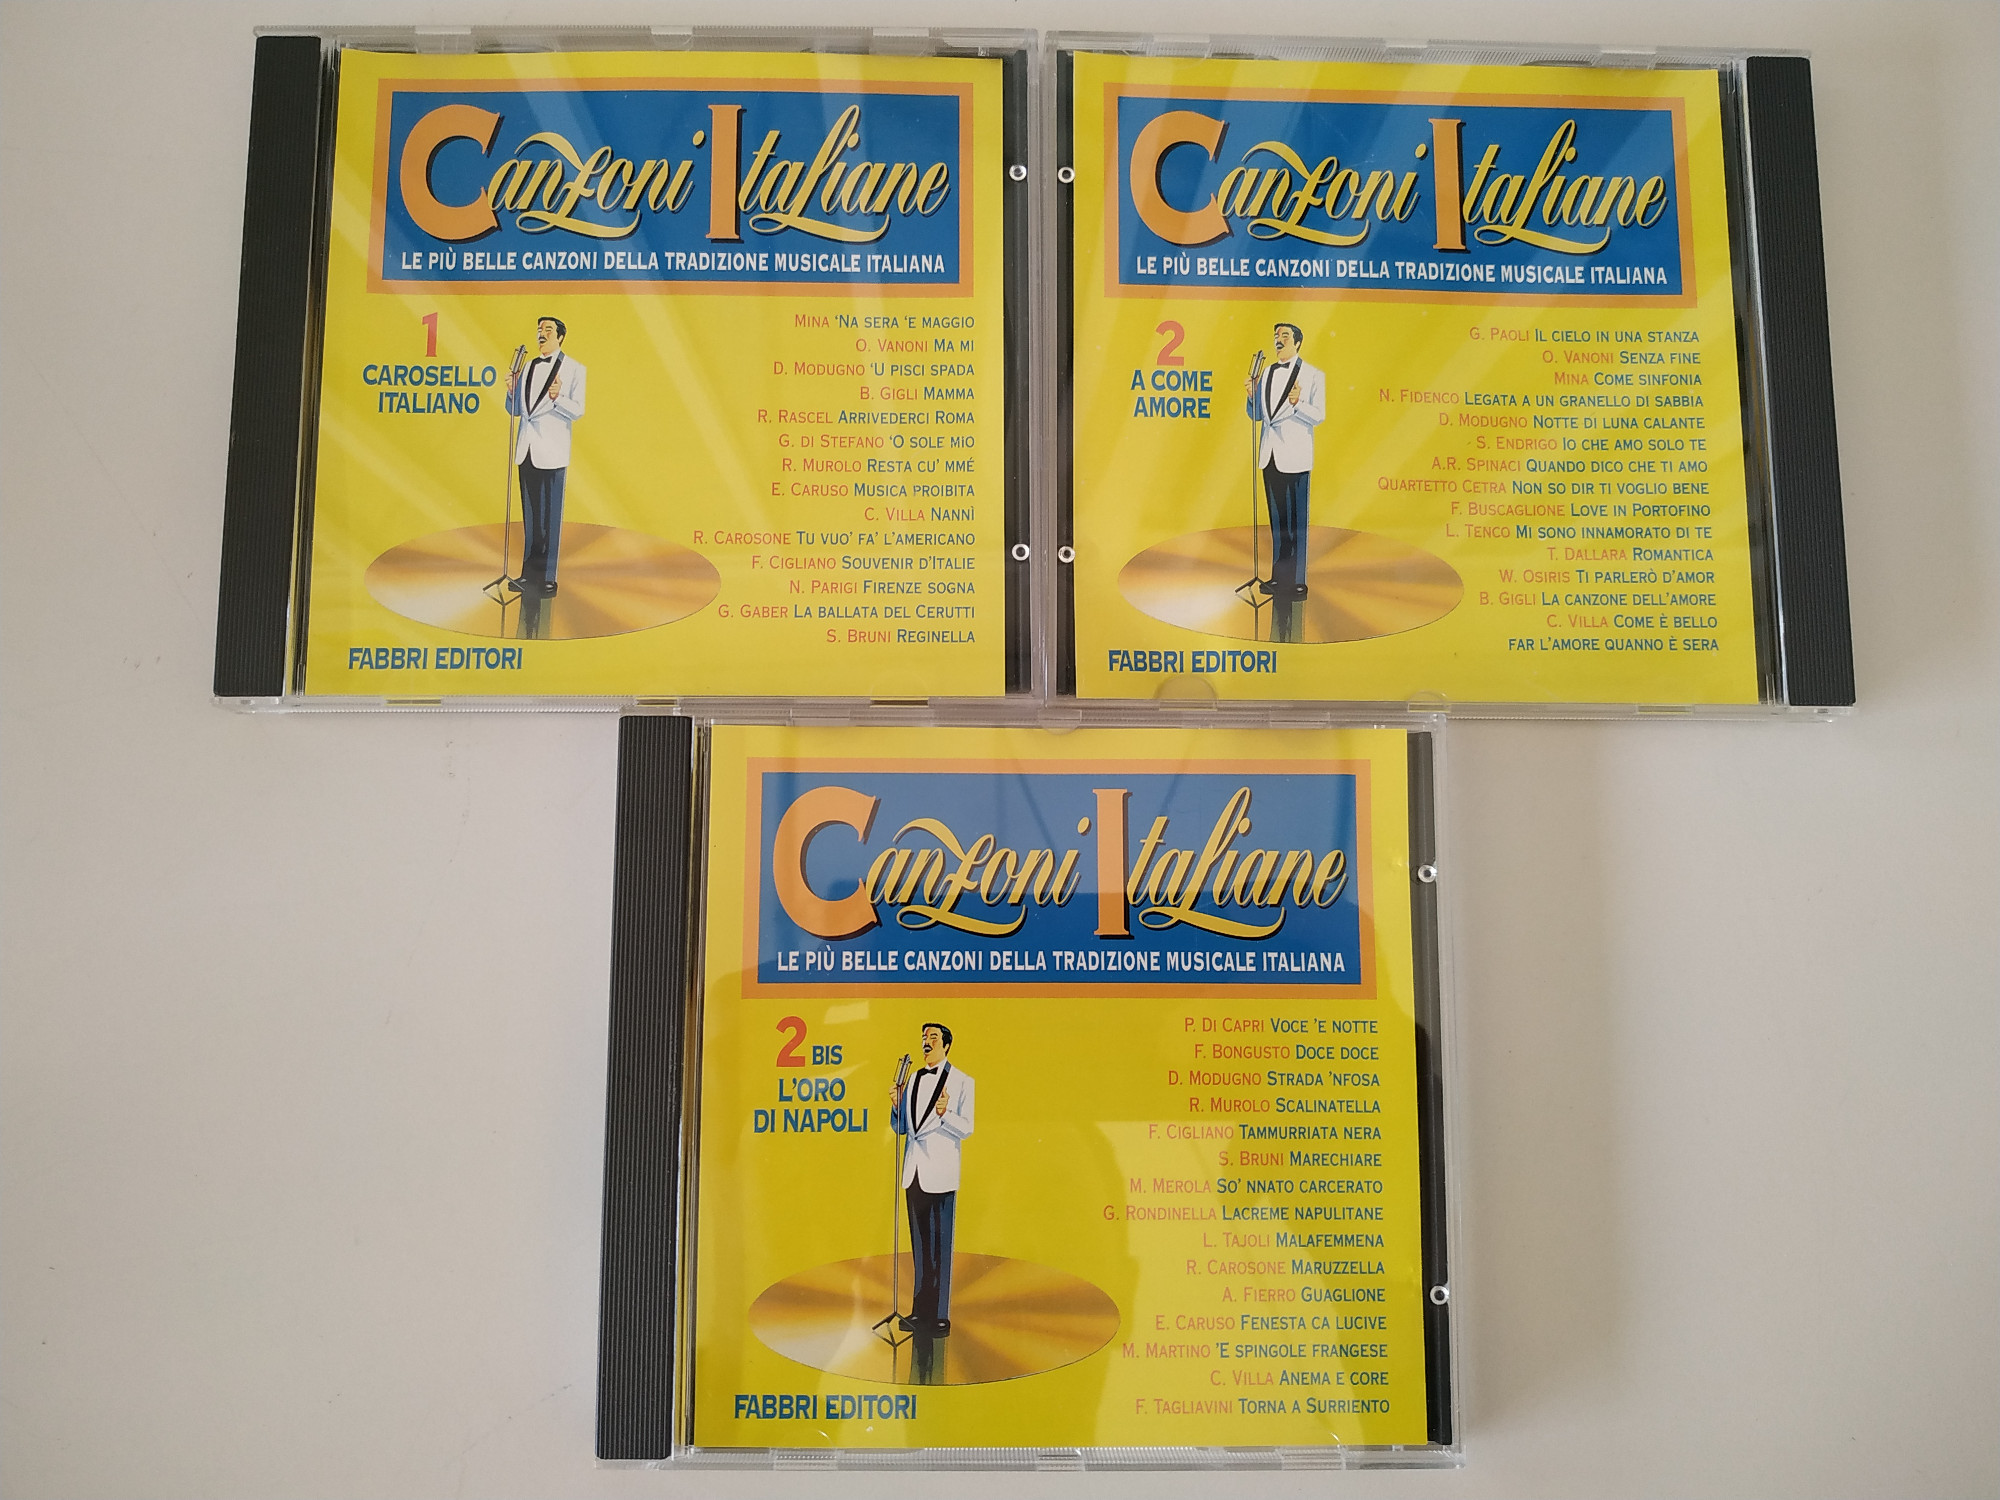 Canzoni Italiane
LE PIÙ BELLE CANZONI DELLA TRADIZIONE MUSICALE ITALIANA
1
CAROSELLO
ITALIANO
MINA 'NA SERA 'E MAGGIO
O. VANONI MA MI
D. MODUGNO 'U PISCI SPADA
B. GIGLI MAMMA
R. RASCEL ARRIVEDERCI ROMA
G. DI STEFANO 'O SOLE MIO
R. MUROLO RESTA CU' MMÉ
E. CARUSO MUSICA PROIBITA
C. VILLA NANNÌ
R. CAROSONE TU VUO' FA' L'AMERICANO
F. CIGLIANO SOUVENIR D'ITALIE
N. PARIGI FIRENZE SOGNA
G. GABER LA BALLATA DEL CERUTTI
S. BRUNI REGINELLA
FABBRI EDITORI
Canzoni Italiane
LE PIÙ BELLE CANZONI DELLA TRADIZIONE MUSICALE ITALIANA
2
A COME
AMORE
G. PAOLI IL CIELO IN UNA STANZA
O. VANONI SENZA FINE
MINA COME SINFONIA
N. FIDENCO LEGATA A UN GRANELLO DI SABBIA
D. MODUGNO NOTTE DI LUNA CALANTE
S. ENDRIGO IO CHE AMO SOLO TE
A.R. SPINACI QUANDO DICO CHE TI AMO
QUARTETTO CETRA NON SO DIR TI VOGLIO BENE
F. BUSCAGLIONE LOVE IN PORTOFINO
L. TENCO MI SONO INNAMORATO DI TE
T. DALLARA ROMANTICA
W. OSIRIS TI PARLERÒ D'AMOR
B. GIGLI LA CANZONE DELL'AMORE
C. VILLA COME È BELLO
FAR L'AMORE QUANNO È SERA
FABBRI EDITORI
Canzoni Italiane
LE PIÙ BELLE CANZONI DELLA TRADIZIONE MUSICALE ITALIANA
2 BIS
L'ORO
DI NAPOLI
P. DI CAPRI VOCE 'E NOTTE
F. BONGUSTO DOCE DOCE
D. MODUGNO STRADA 'NFOSA
R. MUROLO SCALINATELLA
F. CIGLIANO TAMMURRIATA NERA
S. BRUNI MARECHIARE
M. MEROLA SO' NNATO CARCERATO
G. RONDINELLA LACREME NAPULITANE
L. TAJOLI MALAFEMMENA
R. CAROSONE MARUZZELLA
A. FIERRO GUAGLIONE
E. CARUSO FENESTA CA LUCIVE
M. MARTINO 'E SPINGOLE FRANGESE
C. VILLA ANEMA E CORE
F. TAGLIAVINI TORNA A SURRIENTO
FABBRI EDITORI